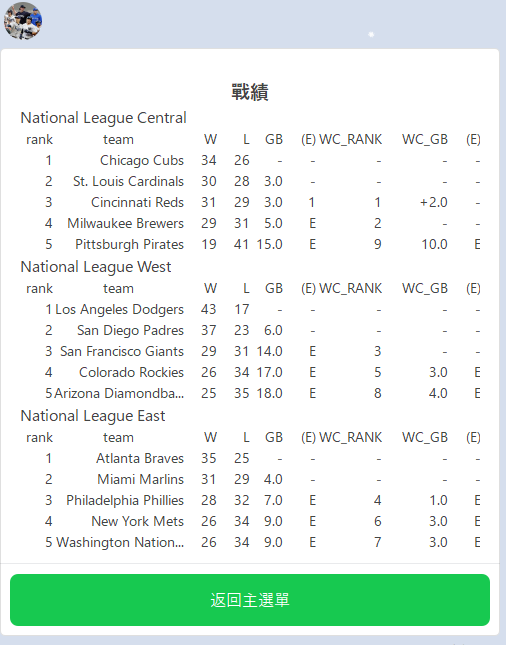 戰績
National League Central
rank team W L GB (E) WC_RANK WC_GB (E)
1 Chicago Cubs 34 26 - - - - -
2 St. Louis Cardinals 30 28 3.0 - - - -
3 Cincinnati Reds 31 29 3.0 1 1 +2.0 -
4 Milwaukee Brewers 29 31 5.0 E 2 - -
5 Pittsburgh Pirates 19 41 15.0 E 9 10.0 E
National League West
rank team W L GB (E) WC_RANK WC_GB (E)
1 Los Angeles Dodgers 43 17 - - - - -
2 San Diego Padres 37 23 6.0 - - - -
3 San Francisco Giants 29 31 14.0 E 3 - -
4 Colorado Rockies 26 34 17.0 E 5 3.0 E
5 Arizona Diamondba... 25 35 18.0 E 8 4.0 E
National League East
rank team W L GB (E) WC_RANK WC_GB (E)
1 Atlanta Braves 35 25 - - - - -
2 Miami Marlins 31 29 4.0 - - - -
3 Philadelphia Phillies 28 32 7.0 E 4 1.0 E
4 New York Mets 26 34 9.0 E 6 3.0 E
5 Washington Nation... 26 34 9.0 E 7 3.0 E
返回主選單